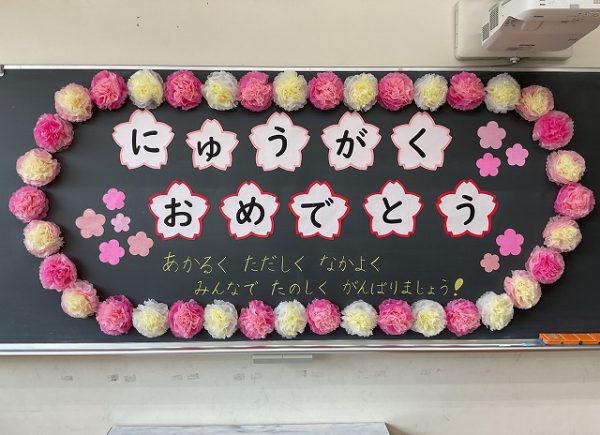 にゅうがく
おめでとう
あかるく ただしく なかよく
みんなで たのしく がんばりましょう!